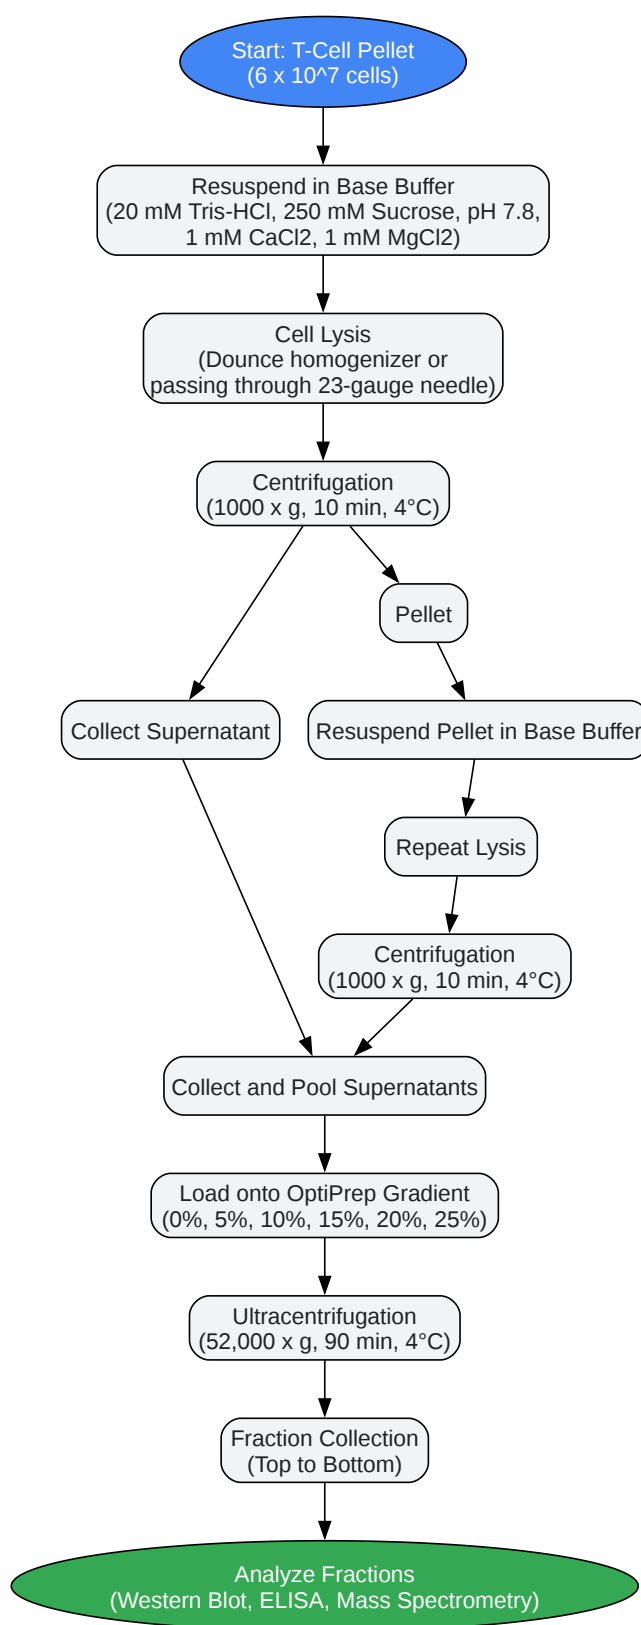 Start: T-Cell Pellet
(6 x 10^7 cells)
Resuspend in Base Buffer
(20 mM Tris-HCl, 250 mM Sucrose, pH 7.8,
1 mM CaCl2, 1 mM MgCl2)
Cell Lysis
(Dounce homogenizer or
passing through 23-gauge needle)
Centrifugation
(1000 x g, 10 min, 4°C)
Pellet
Collect Supernatant
Resuspend Pellet in Base Buffer
Repeat Lysis
Centrifugation
(1000 x g, 10 min, 4°C)
Collect and Pool Supernatants
Load onto OptiPrep Gradient
(0%, 5%, 10%, 15%, 20%, 25%)
Ultracentrifugation
(52,000 x g, 90 min, 4°C)
Fraction Collection
(Top to Bottom)
Analyze Fractions
(Western Blot, ELISA, Mass Spectrometry)